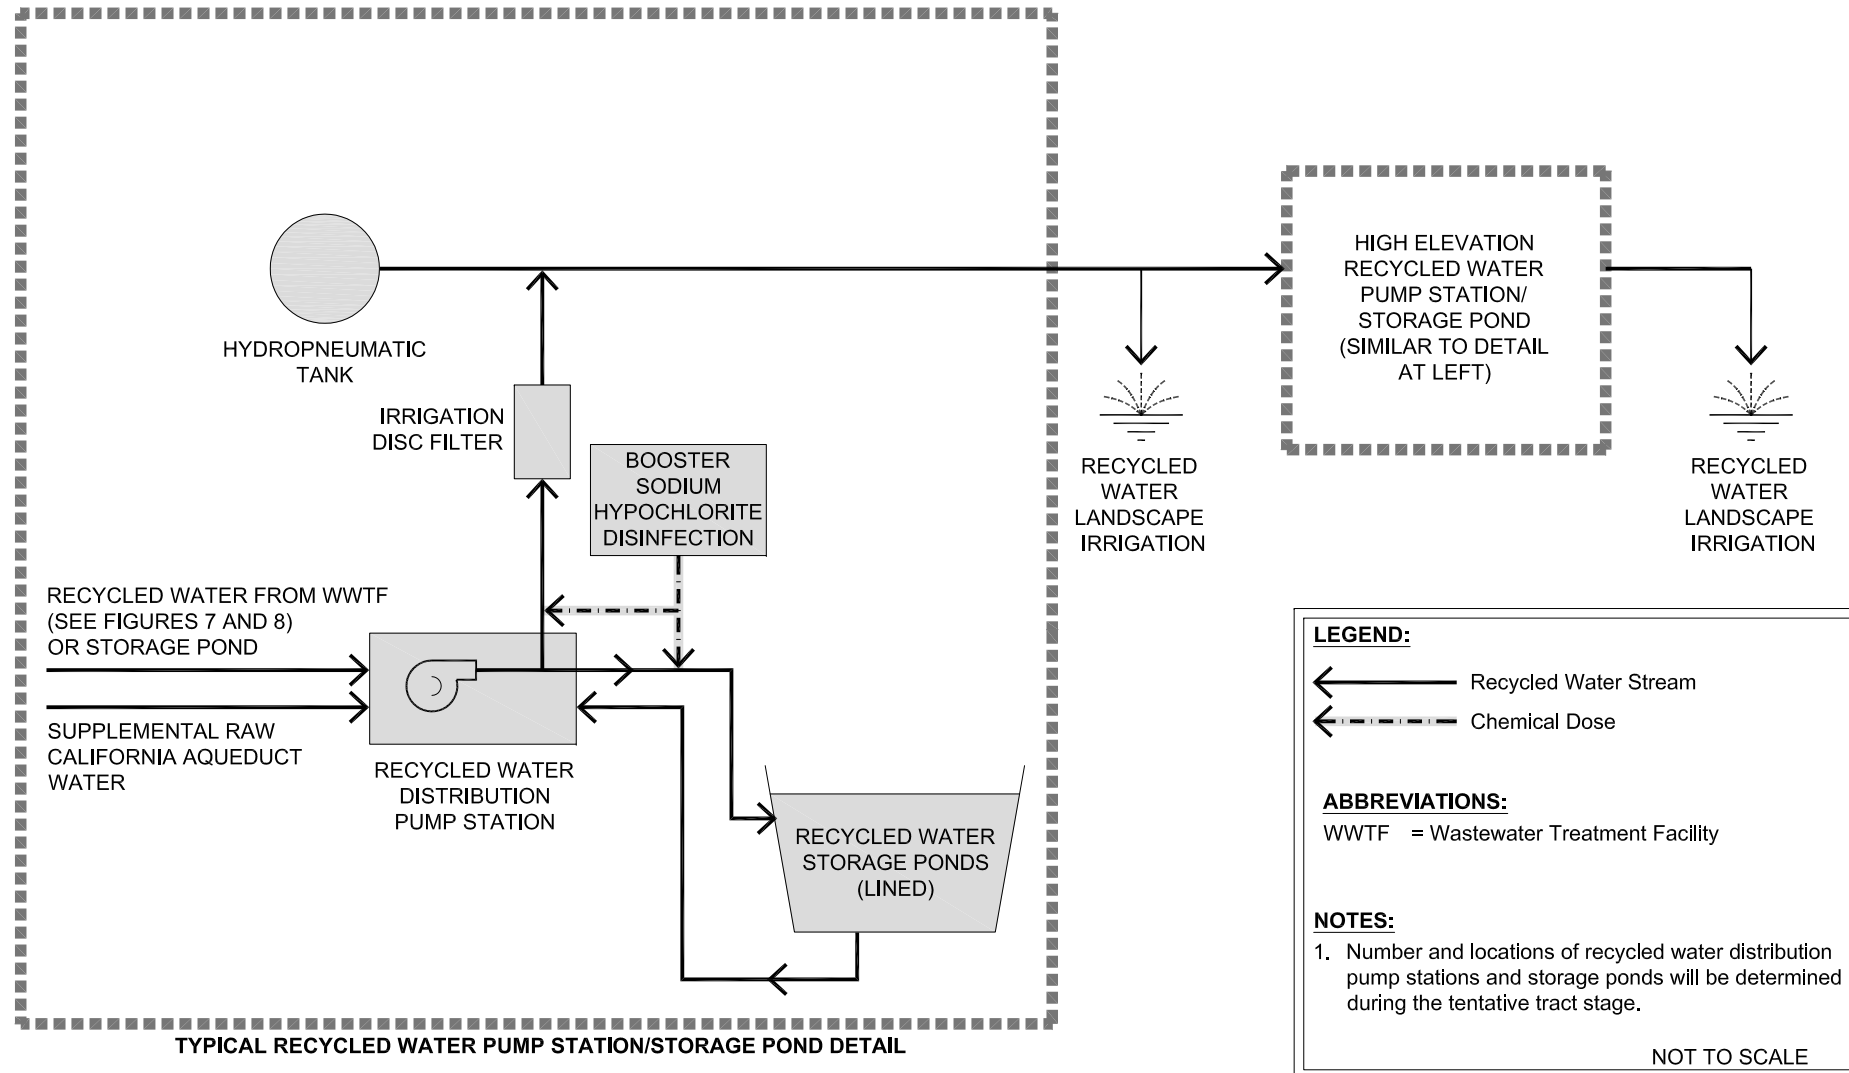 HIGH ELEVATION
RECYCLED WATER
PUMP STATION/
STORAGE POND
(SIMILAR TO DETAIL
AT LEFT)
HYDROPNEUMATIC
TANK
IRRIGATION
DISC FILTER
BOOSTER
SODIUM
HYPOCHLORITE
DISINFECTION
RECYCLED
WATER
LANDSCAPE
IRRIGATION
RECYCLED
WATER
LANDSCAPE
IRRIGATION
RECYCLED WATER FROM WWTF
(SEE FIGURES 7 AND 8)
OR STORAGE POND
SUPPLEMENTAL RAW
CALIFORNIA AQUEDUCT
WATER
RECYCLED WATER
DISTRIBUTION
PUMP STATION
RECYCLED WATER
STORAGE PONDS
(LINED)
TYPICAL RECYCLED WATER PUMP STATION/STORAGE POND DETAIL
LEGEND:
Recycled Water Stream
Chemical Dose
ABBREVIATIONS:
WWTF = Wastewater Treatment Facility
NOTES:
1. Number and locations of recycled water distribution
pump stations and storage ponds will be determined
during the tentative tract stage.
NOT TO SCALE